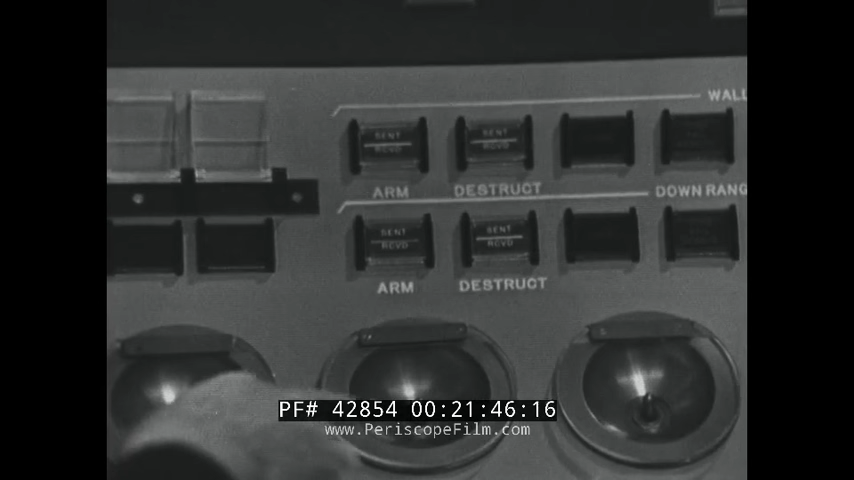 WALL
SENT SENT
RCVD RCVD
ARM DESTRUCT DOWN RANG
SENT SENT
RCVD RCVD
ARM DESTRUCT
PF# 42854 00:21:46:16
www.PeriscopeFilm.com